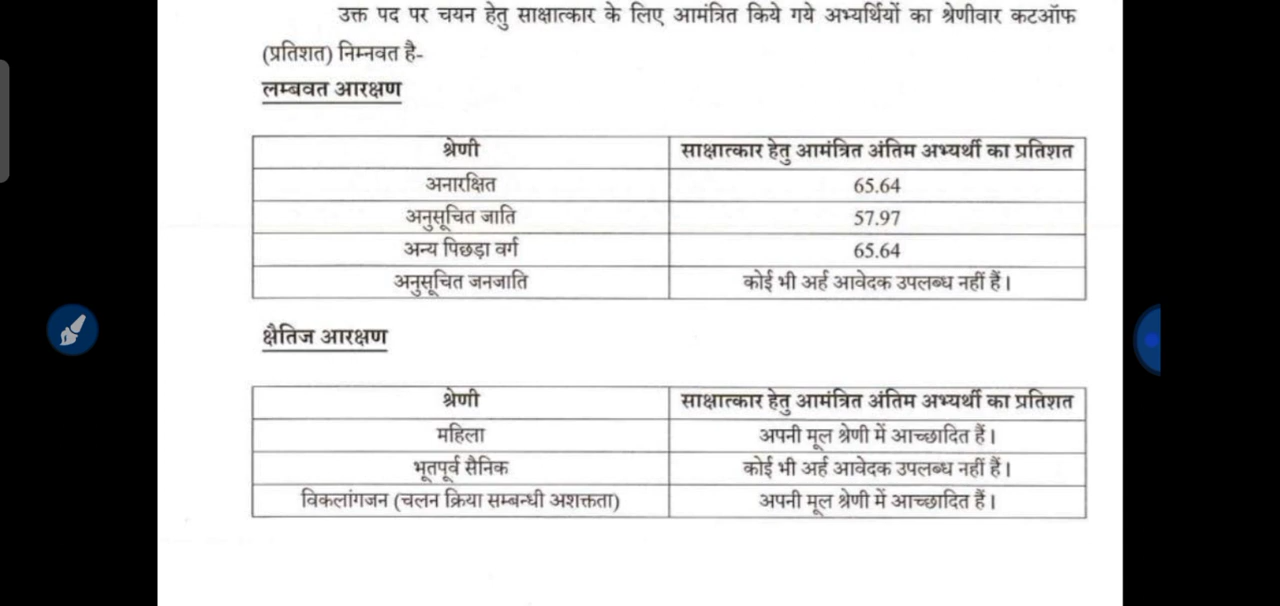 उक्त पद पर चयन हेतु साक्षात्कार के लिए आमंत्रित किये गये अभ्यर्थियों का श्रेणीवार कटऑफ
(प्रतिशत) निम्नवत है-
लम्बवत आरक्षण
श्रेणी साक्षात्कार हेतु आमंत्रित अंतिम अभ्यर्थी का प्रतिशत
अनारक्षित 65.64
अनुसूचित जाति 57.97
अन्य पिछड़ा वर्ग 65.64
अनुसूचित जनजाति कोई भी अर्ह आवेदक उपलब्ध नहीं हैं।
क्षैतिज आरक्षण
श्रेणी साक्षात्कार हेतु आमंत्रित अंतिम अभ्यर्थी का प्रतिशत
महिला अपनी मूल श्रेणी में आच्छादित हैं।
भूतपूर्व सैनिक कोई भी अर्ह आवेदक उपलब्ध नहीं हैं।
विकलांगजन (चलन क्रिया सम्बन्धी अशक्तता) अपनी मूल श्रेणी में आच्छादित हैं।